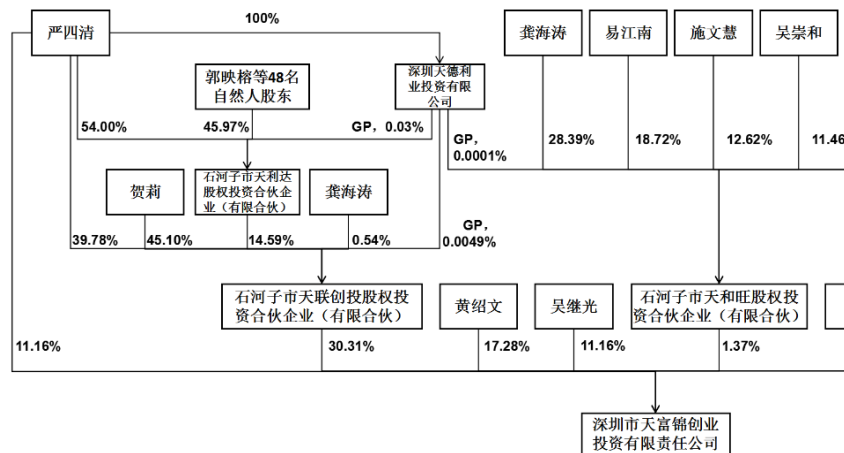 100%
严四清
龚海涛
易江南
施文慧
吴崇和
郭映榕等48名
自然人股东
深圳天德利
业投资有限
公司
54.00%
45.97%
GP，0.03%
GP，
0.0001%
28.39%
18.72%
12.62%
11.46
贺莉
石河子市天利达
股权投资合伙企
业（有限合伙）
龚海涛
39.78%
45.10%
14.59%
0.54%
GP，
0.0049%
石河子市天联创投股权投
资合伙企业（有限合伙）
黄绍文
吴继光
石河子市天和旺股权投
资合伙企业（有限合伙）
11.16%
30.31%
17.28%
11.16%
1.37%
深圳市天富锦创业
投资有限责任公司